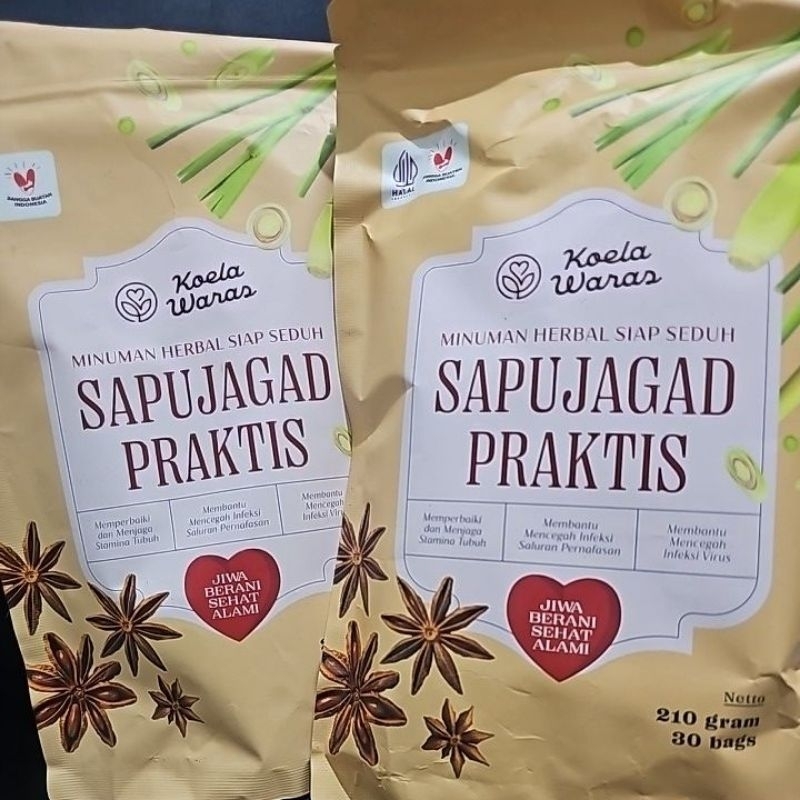 BANGGA BUATAN
INDONESIA
Koela
Waras
MINUMAN HERBAL SIAP SEDUH
SAPUJAGAD
PRAKTIS
Memperbaiki
dan Menjaga
Stamina Tubuh
Membantu
Mencegah Infeksi
Saluran Pernafasan
Membantu
Mencegah
Infeksi Virus
JIWA
BERANI
SEHAT
ALAMI
HALAL
BANGGA BUATAN
INDONESIA
Koela
Waras
MINUMAN HERBAL SIAP SEDUH
SAPUJAGAD
PRAKTIS
Memperbaiki
dan Menjaga
Stamina Tubuh
Membantu
Mencegah Infeksi
Saluran Pernafasan
Membantu
Mencegah
Infeksi Virus
JIWA
BERANI
SEHAT
ALAMI
Netto
210 gram
30 bags